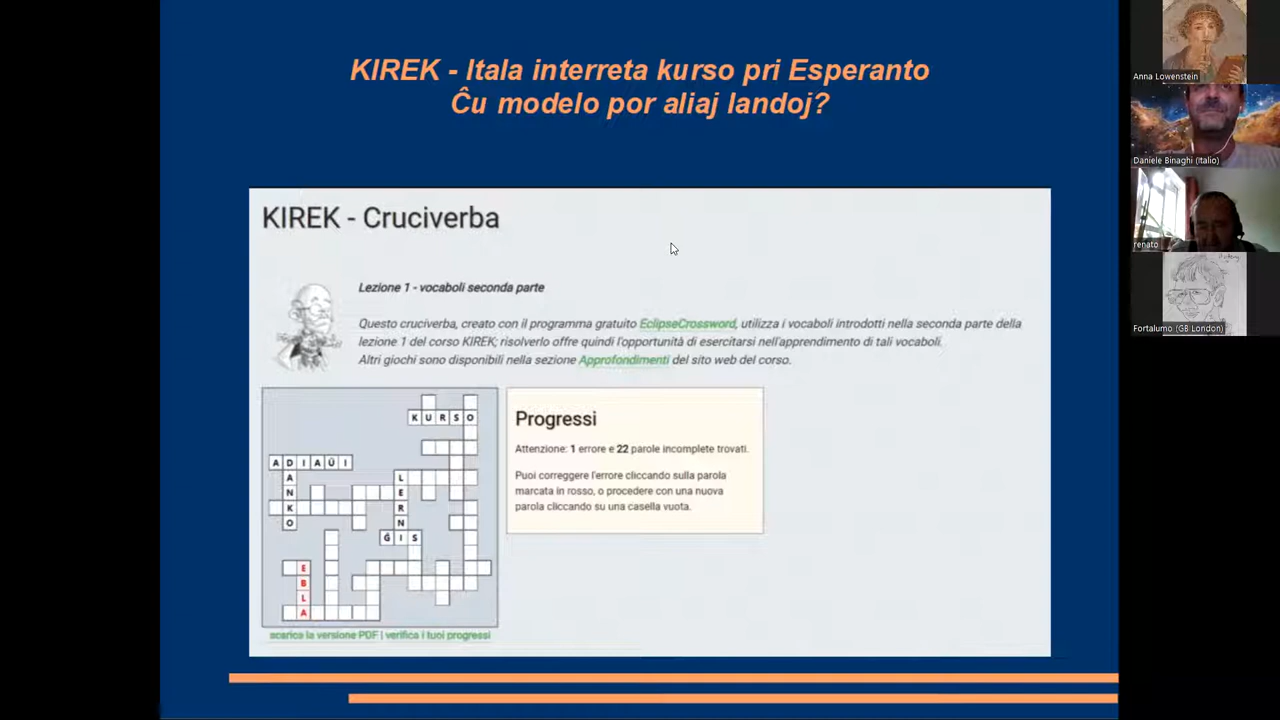 KIREK - Itala interreta kurso pri Esperanto
Ĉu modelo por aliaj landoj?
KIREK - Cruciverba
Lezione 1 - vocaboli seconda parte
Questo cruciverba, creato con il programma gratuito EclipseCrossword, utilizza i vocaboli introdotti nella seconda parte della
lezione 1 del corso KIREK; risolverlo offre quindi l'opportunità di esercitarsi nell'apprendimento di tali vocaboli.
Altri giochi sono disponibili nella sezione Approfondimenti del sito web del corso.
KURSO
ADIAŬI
DANKO
LERNI
ĜIS
EBLA
Progressi
Attenzione: 1 errore e 22 parole incomplete trovati.
Puoi correggere l'errore cliccando sulla parola
marcata in rosso, o procedere con una nuova
parola cliccando su una casella vuota.
scarica la versione PDF | verifica i tuoi progressi
Anna Lowenstein
Daniele Binaghi (Italio)
renato
Fortalumo (GB London)